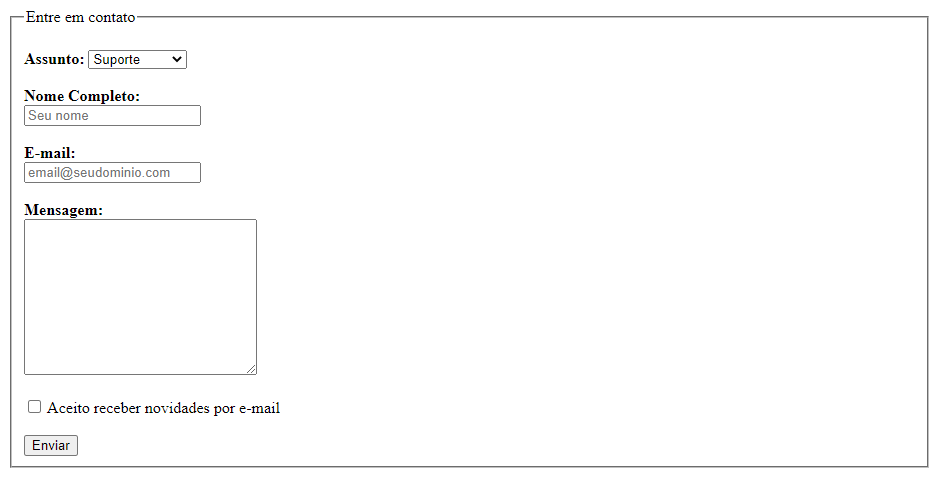 Entre em contato
Assunto: Suporte
Nome Completo:
Seu nome
E-mail:
email@seudominio.com
Mensagem:
Aceito receber novidades por e-mail
Enviar